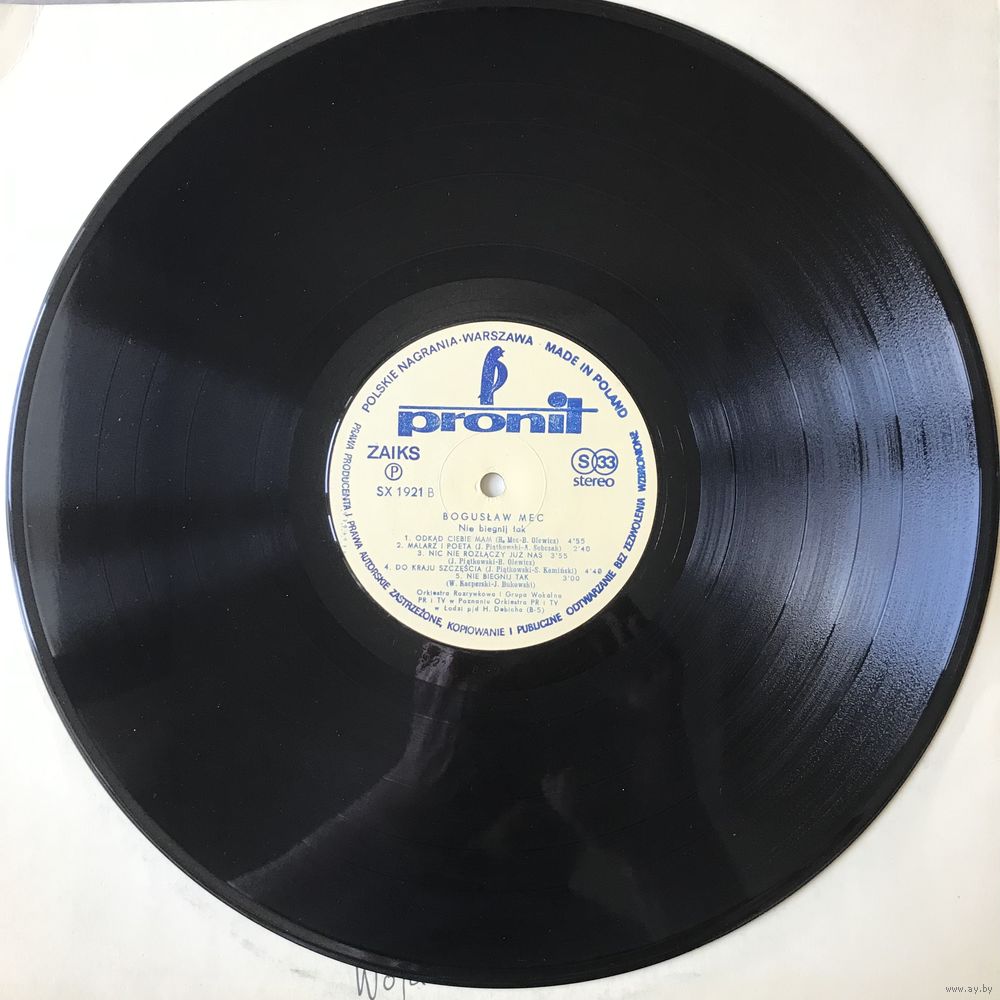 POLSKIE NAGRANIA·WARSZAWA · MADE IN POLAND
pronit
ZAIKS
P
SX 1921 B
S 33
stereo
BOGUSŁAW MEC
Nie biegnij tak
1. ODKĄD CIEBIE MAM (B. Mec-B. Olewicz) 4'55
2. MALARZ I POETA (J. Piątkowski-A. Sobczak) 2'40
3. NIC NIE ROZŁĄCZY JUŻ NAS 3'55
(J. Piątkowski-B. Olewicz)
4. DO KRAJU SZCZĘŚCIA (J. Piątkowski-S. Kamiński) 4'40
5. NIE BIEGNIJ TAK 3'00
(W. Kacperski-J. Bukowski)
Orkiestra Rozrywkowa i Grupa Wokalna
PR i TV w Poznaniu Orkiestra PR i TV
w Łodzi p/d H. Debicha (B-5)
PRAWA PRODUCENTA I PRAWA AUTORSKIE ZASTRZEŻONE, KOPIOWANIE I PUBLICZNE ODTWARZANIE BEZ ZEZWOLENIA WZBRONIONE
www.ay.by